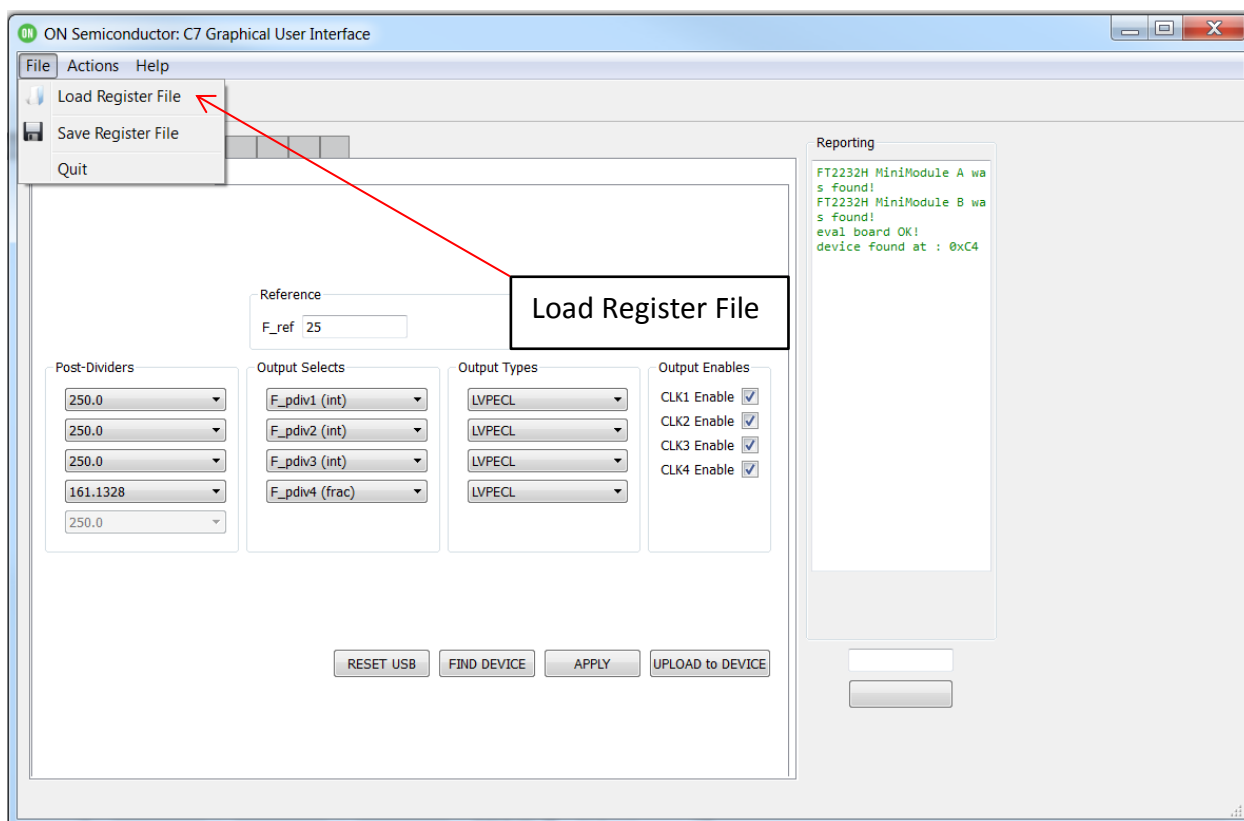 ON Semiconductor: C7 Graphical User Interface
File Actions Help
Load Register File
Save Register File
Quit
Reporting
FT2232H MiniModule A wa
s found!
FT2232H MiniModule B wa
s found!
eval board OK!
device found at : 0xC4
Load Register File
Reference
F_ref 25
Post-Dividers
250.0
250.0
250.0
161.1328
250.0
Output Selects
F_pdiv1 (int)
F_pdiv2 (int)
F_pdiv3 (int)
F_pdiv4 (frac)
Output Types
LVPECL
LVPECL
LVPECL
LVPECL
Output Enables
CLK1 Enable
CLK2 Enable
CLK3 Enable
CLK4 Enable
RESET USB FIND DEVICE APPLY UPLOAD to DEVICE